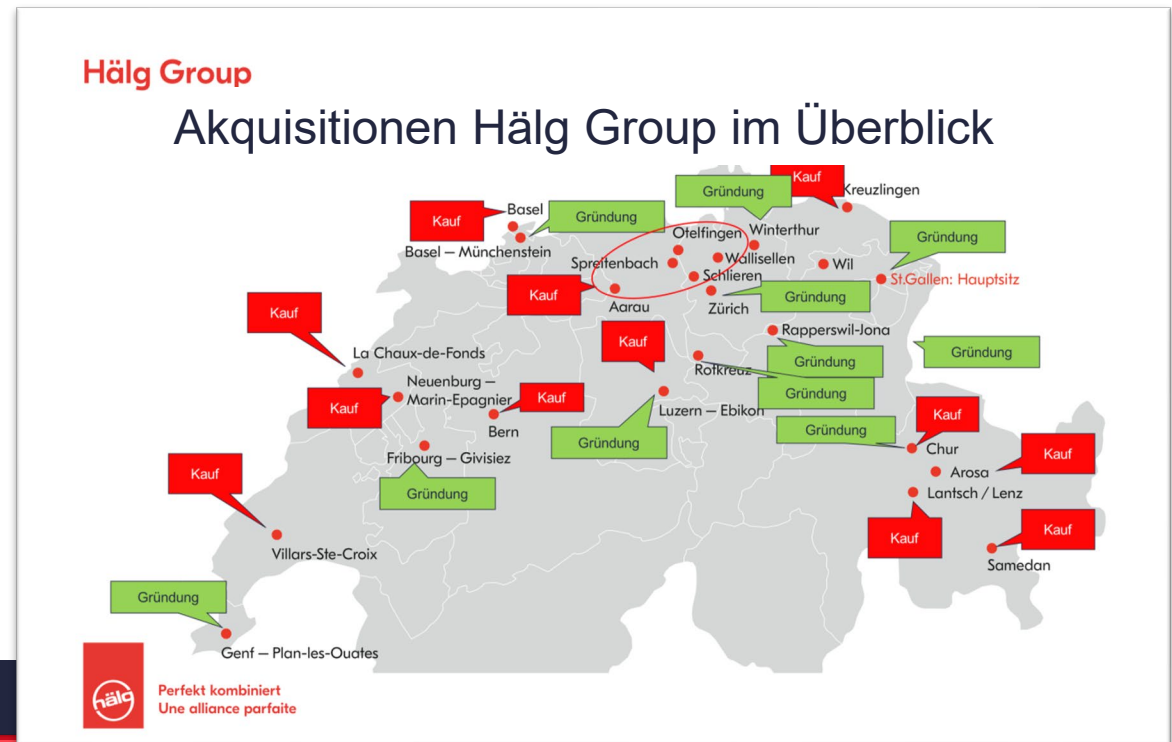 Hälg Group
Akquisitionen Hälg Group im Überblick
Kauf
Kreuzlingen
Gründung
Kauf
Basel
Gründung
Basel – Münchenstein
Otelfingen
Winterthur
Gründung
Spreitenbach
Wallisellen
Wil
Schlieren
St.Gallen: Hauptsitz
Kauf
Aarau
Zürich
Gründung
Kauf
Kauf
Rapperswil-Jona
La Chaux-de-Fonds
Gründung
Gründung
Rotkreuz
Neuenburg –
Marin-Epagnier
Kauf
Kauf
Gründung
Luzern – Ebikon
Bern
Gründung
Kauf
Gründung
Chur
Fribourg – Givisiez
Kauf
Arosa
Kauf
Gründung
Lantsch / Lenz
Kauf
Kauf
Villars-Ste-Croix
Samedan
Gründung
Genf – Plan-les-Ouates
hälg
Perfekt kombiniert
Une alliance parfaite